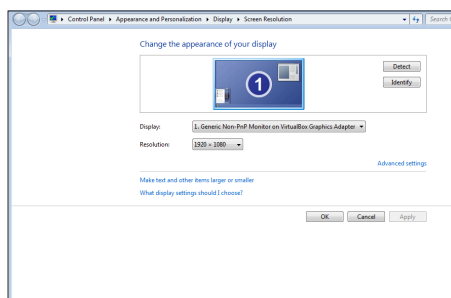 Control Panel ▸ Appearance and Personalization ▸ Display ▸ Screen Resolution
Search
Change the appearance of your display
1
Detect
Identify
Display:
1. Generic Non-PnP Monitor on VirtualBox Graphics Adapter
Resolution:
1920 × 1080
Advanced settings
Make text and other items larger or smaller
What display settings should I choose?
OK
Cancel
Apply